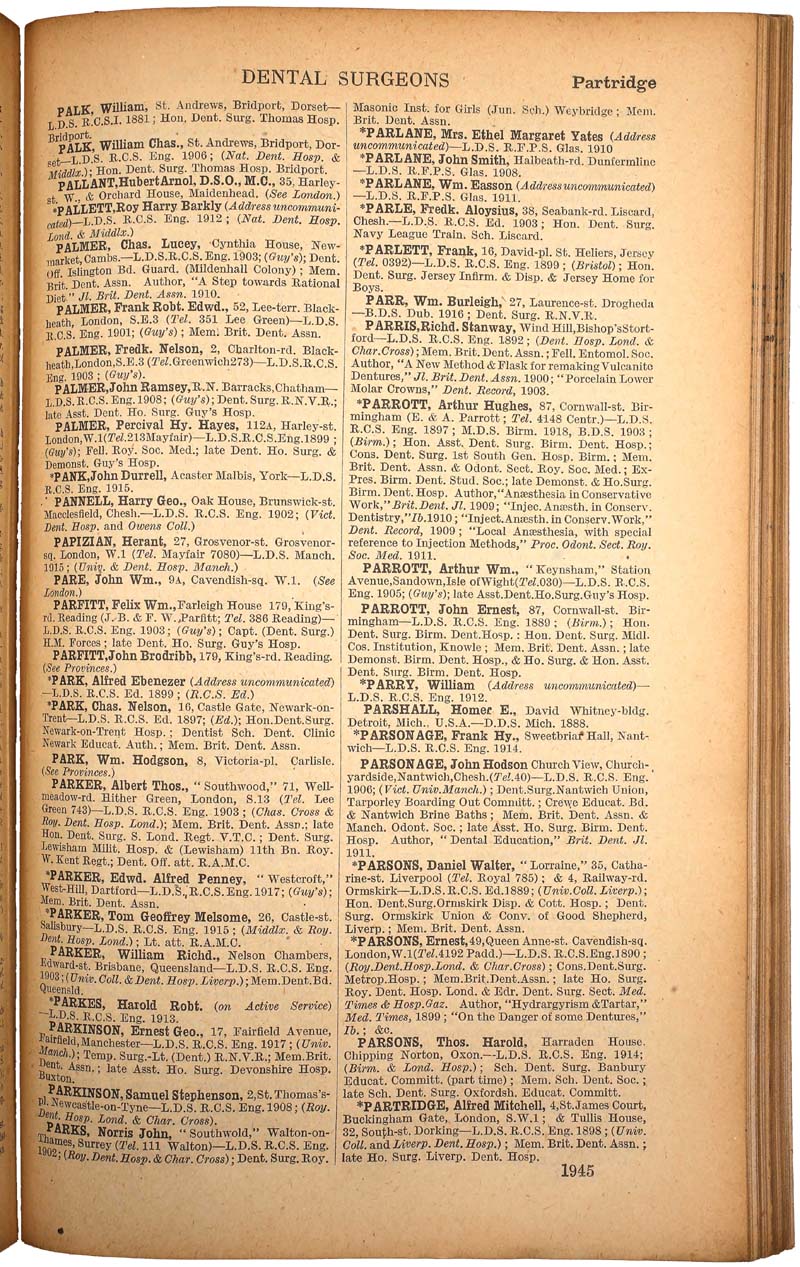 DENTAL SURGEONS
Partridge
PALK, William, St. Andrews, Bridport, Dorset—
L.D.S. R.C.S.I. 1881; Hon. Dent. Surg. Thomas Hosp.
Bridport.
PALK, William Chas., St. Andrews, Bridport, Dor-
set—L.D.S. R.C.S. Eng. 1906; (Nat. Dent. Hosp. &
Middlx.); Hon. Dent. Surg. Thomas Hosp. Bridport.
PALLANT, Hubert Arnol, D.S.O., M.C., 35, Harley-
st. W., & Orchard House, Maidenhead. (See London.)
*PALLETT, Roy Harry Barkly (Address uncommuni-
cated)—L.D.S. R.C.S. Eng. 1912; (Nat. Dent. Hosp.
Lond. & Middlx.)
PALMER, Chas. Lucey, Cynthia House, New-
market, Cambs.—L.D.S. R.C.S. Eng. 1903; (Guy's); Dent.
Off. Islington Bd. Guard. (Mildenhall Colony); Mem.
Brit. Dent. Assn. Author, "A Step towards Rational
Diet" Jl. Brit. Dent. Assn. 1910.
PALMER, Frank Robt. Edwd., 52, Lee-terr. Black-
heath, London, S.E.3 (Tel. 351 Lee Green)—L.D.S.
R.C.S. Eng. 1901; (Guy's); Mem. Brit. Dent. Assn.
PALMER, Fredk. Nelson, 2, Charlton-rd. Black-
heath, London, S.E.3 (Tel. Greenwich 273)—L.D.S. R.C.S.
Eng. 1903; (Guy's).
PALMER, John Ramsey, R.N. Barracks, Chatham—
L.D.S. R.C.S. Eng. 1908; (Guy's); Dent. Surg. R.N.V.R.;
late Asst. Dent. Ho. Surg. Guy's Hosp.
PALMER, Percival Hy. Hayes, 112A, Harley-st.
London, W.1 (Tel. 213 Mayfair)—L.D.S. R.C.S. Eng. 1899;
(Guy's); Fell. Roy. Soc. Med.; late Dent. Ho. Surg. &
Demonst. Guy's Hosp.
*PANK, John Durrell, Acaster Malbis, York—L.D.S.
R.C.S. Eng. 1915.
PANNELL, Harry Geo., Oak House, Brunswick-st.
Macclesfield, Chesh.—L.D.S. R.C.S. Eng. 1902; (Vict.
Dent. Hosp. and Owens Coll.)
PAPIZIAN, Herant, 27, Grosvenor-st. Grosvenor-
sq. London, W.1 (Tel. Mayfair 7080)—L.D.S. Manch.
1915; (Univ. & Dent. Hosp. Manch.)
PARE, John Wm., 9A, Cavendish-sq. W.1. (See
London.)
PARFITT, Felix Wm., Farleigh House 179, King's-
rd. Reading (J. B. & F. W. Parfitt; Tel. 386 Reading)—
L.D.S. R.C.S. Eng. 1903; (Guy's); Capt. (Dent. Surg.)
H.M. Forces; late Dent. Ho. Surg. Guy's Hosp.
PARFITT, John Brodribb, 179, King's-rd. Reading.
(See Provinces.)
*PARK, Alfred Ebenezer (Address uncommunicated)
—L.D.S. R.C.S. Ed. 1899; (R.C.S. Ed.)
*PARK, Chas. Nelson, 16, Castle Gate, Newark-on-
Trent—L.D.S. R.C.S. Ed. 1897; (Ed.); Hon. Dent. Surg.
Newark-on-Trent Hosp.; Dentist Sch. Dent. Clinic
Newark Educat. Auth.; Mem. Brit. Dent. Assn.
PARK, Wm. Hodgson, 8, Victoria-pl. Carlisle.
(See Provinces.)
PARKER, Albert Thos., "Southwood," 71, Well-
meadow-rd. Hither Green, London, S.13 (Tel. Lee
Green 743)—L.D.S. R.C.S. Eng. 1903; (Chas. Cross &
Roy. Dent. Hosp. Lond.); Mem. Brit. Dent. Assn.; late
Hon. Dent. Surg. S. Lond. Regt. V.T.C.; Dent. Surg.
Lewisham Milit. Hosp. & (Lewisham) 11th Bn. Roy.
W. Kent Regt.; Dent. Off. att. R.A.M.C.
*PARKER, Edwd. Alfred Penney, "Westcroft,"
West-Hill, Dartford—L.D.S., R.C.S. Eng. 1917; (Guy's);
Mem. Brit. Dent. Assn.
*PARKER, Tom Geoffrey Melsome, 26, Castle-st.
Salisbury—L.D.S. R.C.S. Eng. 1915; (Middlx. & Roy.
Dent. Hosp. Lond.); Lt. att. R.A.M.C.
PARKER, William Richd., Nelson Chambers,
Edward-st. Brisbane, Queensland—L.D.S. R.C.S. Eng.
1903; (Univ. Coll. & Dent. Hosp. Liverp.); Mem. Dent. Bd.
Queensld.
*PARKES, Harold Robt. (on Active Service)
—L.D.S. R.C.S. Eng. 1913.
PARKINSON, Ernest Geo., 17, Fairfield Avenue,
Fairfield, Manchester—L.D.S. R.C.S. Eng. 1917; (Univ.
Manch.); Temp. Surg.-Lt. (Dent.) R.N.V.R.; Mem. Brit.
Dent. Assn.; late Asst. Ho. Surg. Devonshire Hosp.
Buxton.
PARKINSON, Samuel Stephenson, 2, St. Thomas's-
pl. Newcastle-on-Tyne—L.D.S. R.C.S. Eng. 1908; (Roy.
Dent. Hosp. Lond. & Char. Cross).
PARKS, Norris John, "Southwold," Walton-on-
Thames, Surrey (Tel. 111 Walton)—L.D.S. R.C.S. Eng.
1902; (Roy. Dent. Hosp. & Char. Cross); Dent. Surg. Roy.
Masonic Inst. for Girls (Jun. Sch.) Weybridge; Mem.
Brit. Dent. Assn.
*PARLANE, Mrs. Ethel Margaret Yates (Address
uncommunicated)—L.D.S. R.F.P.S. Glas. 1910
*PARLANE, John Smith, Halbeath-rd. Dunfermline
—L.D.S. R.F.P.S. Glas. 1908.
*PARLANE, Wm. Easson (Address uncommunicated)
—L.D.S. R.F.P.S. Glas. 1911.
*PARLE, Fredk. Aloysius, 38, Seabank-rd. Liscard,
Chesh.—L.D.S. R.C.S. Ed. 1903; Hon. Dent. Surg.
Navy League Train. Sch. Liscard.
*PARLETT, Frank, 16, David-pl. St. Heliers, Jersey
(Tel. 0392)—L.D.S. R.C.S. Eng. 1899; (Bristol); Hon.
Dent. Surg. Jersey Infirm. & Disp. & Jersey Home for
Boys.
PARR, Wm. Burleigh, 27, Laurence-st. Drogheda
—B.D.S. Dub. 1916; Dent. Surg. R.N.V.R.
PARRIS, Richd. Stanway, Wind Hill, Bishop's Stort-
ford—L.D.S. R.C.S. Eng. 1892; (Dent. Hosp. Lond. &
Char. Cross); Mem. Brit. Dent. Assn.; Fell. Entomol. Soc.
Author, "A New Method & Flask for remaking Vulcanite
Dentures," Jl. Brit. Dent. Assn. 1900; "Porcelain Lower
Molar Crowns," Dent. Record, 1903.
*PARROTT, Arthur Hughes, 87, Cornwall-st. Bir-
mingham (E. & A. Parrott; Tel. 4148 Centr.)—L.D.S.
R.C.S. Eng. 1897; M.D.S. Birm. 1918, B.D.S. 1903;
(Birm.); Hon. Asst. Dent. Surg. Birm. Dent. Hosp.;
Cons. Dent. Surg. 1st South Gen. Hosp. Birm.; Mem.
Brit. Dent. Assn. & Odont. Sect. Roy. Soc. Med.; Ex-
Pres. Birm. Dent. Stud. Soc.; late Demonst. & Ho. Surg.
Birm. Dent. Hosp. Author, "Anæsthesia in Conservative
Work," Brit. Dent. Jl. 1909; "Injec. Anæsth. in Conserv.
Dentistry," Ib. 1910; "Inject. Anæsth. in Conserv. Work,"
Dent. Record, 1909; "Local Anæsthesia, with special
reference to Injection Methods," Proc. Odont. Sect. Roy.
Soc. Med. 1911.
PARROTT, Arthur Wm., "Keynsham," Station
Avenue, Sandown, Isle of Wight (Tel. 030)—L.D.S. R.C.S.
Eng. 1905; (Guy's); late Asst. Dent. Ho. Surg. Guy's Hosp.
PARROTT, John Ernest, 87, Cornwall-st. Bir-
mingham—L.D.S. R.C.S. Eng. 1889; (Birm.); Hon.
Dent. Surg. Birm. Dent. Hosp.: Hon. Dent. Surg. Midl.
Cos. Institution, Knowle; Mem. Brit. Dent. Assn.; late
Demonst. Birm. Dent. Hosp., & Ho. Surg. & Hon. Asst.
Dent. Surg. Birm. Dent. Hosp.
*PARRY, William (Address uncommunicated)—
L.D.S. R.C.S. Eng. 1912.
PARSHALL, Homer E., David Whitney-bldg.
Detroit, Mich., U.S.A.—D.D.S. Mich. 1888.
*PARSONAGE, Frank Hy., Sweetbriar Hall, Nant-
wich—L.D.S. R.C.S. Eng. 1914.
PARSONAGE, John Hodson Church View, Church-
yardside, Nantwich, Chesh. (Tel. 40)—L.D.S. R.C.S. Eng.
1906; (Vict. Univ. Manch.); Dent. Surg. Nantwich Union,
Tarporley Boarding Out Committ.; Crewe Educat. Bd.
& Nantwich Brine Baths; Mem. Brit. Dent. Assn. &
Manch. Odont. Soc.; late Asst. Ho. Surg. Birm. Dent.
Hosp. Author, "Dental Education," Brit. Dent. Jl.
1911.
*PARSONS, Daniel Walter, "Lorraine," 35, Catha-
rine-st. Liverpool (Tel. Royal 785); & 4, Railway-rd.
Ormskirk—L.D.S. R.C.S. Ed. 1889; (Univ. Coll. Liverp.);
Hon. Dent. Surg. Ormskirk Disp. & Cott. Hosp.; Dent.
Surg. Ormskirk Union & Conv. of Good Shepherd,
Liverp.; Mem. Brit. Dent. Assn.
*PARSONS, Ernest, 49, Queen Anne-st. Cavendish-sq.
London, W.1 (Tel. 4192 Padd.)—L.D.S. R.C.S. Eng. 1890;
(Roy. Dent. Hosp. Lond. & Char. Cross); Cons. Dent. Surg.
Metrop. Hosp.; Mem. Brit. Dent. Assn.; late Ho. Surg.
Roy. Dent. Hosp. Lond. & Edr. Dent. Surg. Sect. Med.
Times & Hosp. Gaz. Author, "Hydrargyrism & Tartar,"
Med. Times, 1899; "On the Danger of some Dentures,"
Ib.; &c.
PARSONS, Thos. Harold, Harraden House.
Chipping Norton, Oxon.—L.D.S. R.C.S. Eng. 1914;
(Birm. & Lond. Hosp.); Sch. Dent. Surg. Banbury
Educat. Committ. (part time); Mem. Sch. Dent. Soc.;
late Sch. Dent. Surg. Oxfordsh. Educat. Committ.
*PARTRIDGE, Alfred Mitchell, 4, St. James Court,
Buckingham Gate, London, S.W.1; & Tullis House,
32, South-st. Dorking—L.D.S. R.C.S. Eng. 1898; (Univ.
Coll. and Liverp. Dent. Hosp.); Mem. Brit. Dent. Assn.;
late Ho. Surg. Liverp. Dent. Hosp.
1945